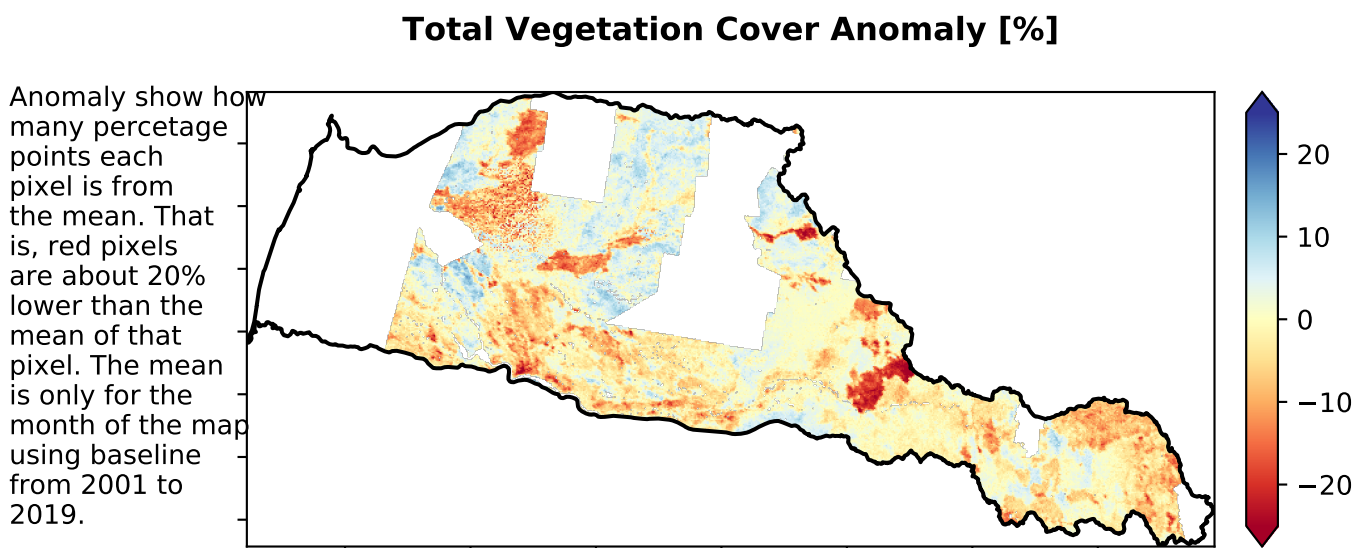 Total Vegetation Cover Anomaly [%]
Anomaly show how
many percetage
points each
pixel is from
the mean. That
is, red pixels
are about 20%
lower than the
mean of that
pixel. The mean
is only for the
month of the map
using baseline
from 2001 to
2019.
20
10
0
−10
−20